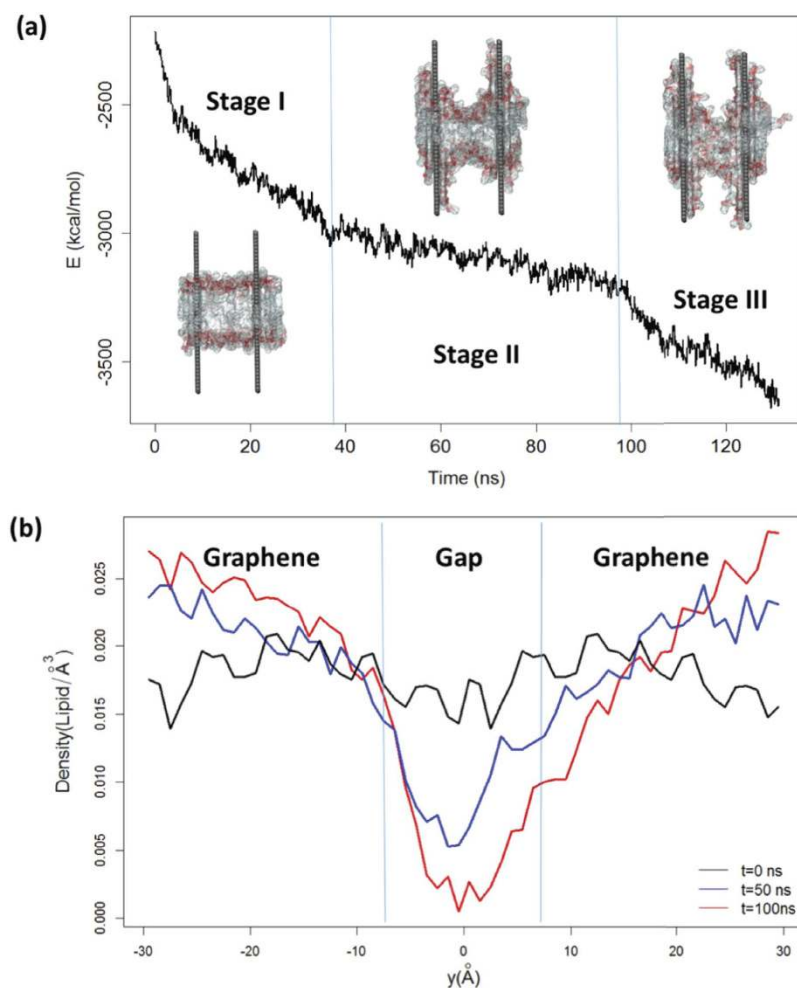 (a)
Stage I
Stage II
Stage III
E (kcal/mol)
-2500
-3000
-3500
0 20 40 60 80 100 120
Time (ns)
(b)
Graphene Gap Graphene
Density(Lipid/Å³)
0.025
0.020
0.015
0.010
0.005
0.000
t=0 ns
t=50 ns
t=100ns
-30 -20 -10 0 10 20 30
y(Å)